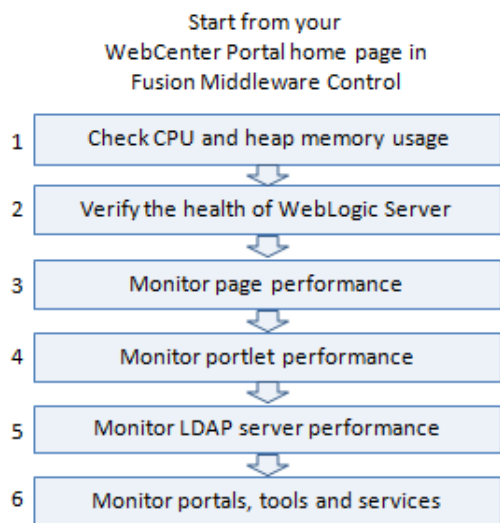 Start from your
WebCenter Portal home page in
Fusion Middleware Control
1 Check CPU and heap memory usage
2 Verify the health of WebLogic Server
3 Monitor page performance
4 Monitor portlet performance
5 Monitor LDAP server performance
6 Monitor portals, tools and services